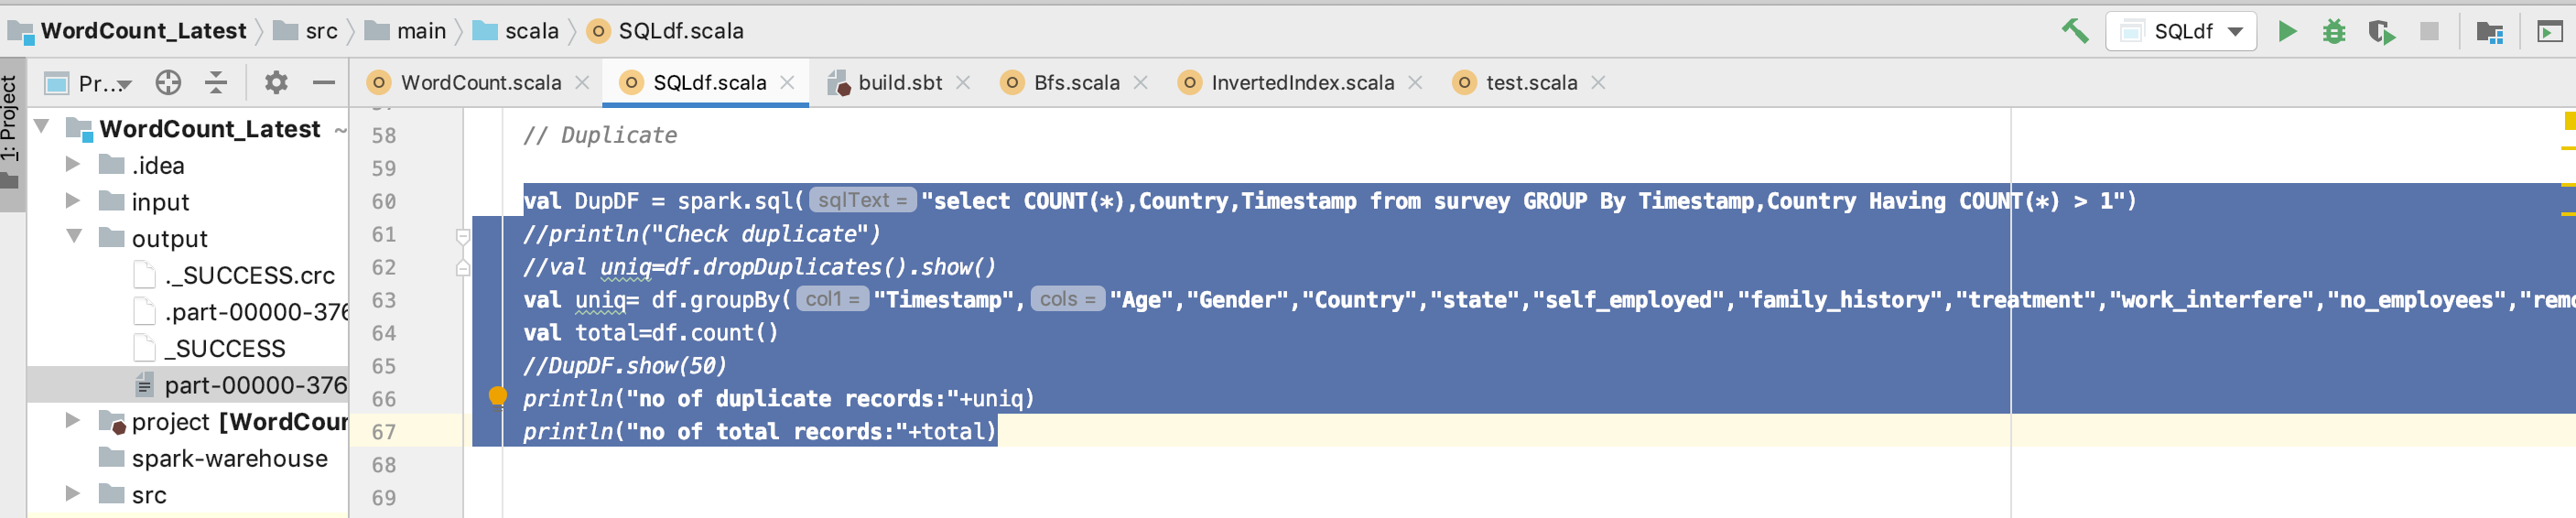 WordCount_Latest src main scala SQLdf.scala SQLdf
1: Project
Pr... WordCount.scala SQLdf.scala build.sbt Bfs.scala InvertedIndex.scala test.scala
WordCount_Latest ~
.idea
input
output
._SUCCESS.crc
.part-00000-376
_SUCCESS
part-00000-376
project [WordCour
spark-warehouse
src
58 // Duplicate
59
60 val DupDF = spark.sql( sqlText = "select COUNT(*),Country,Timestamp from survey GROUP By Timestamp,Country Having COUNT(*) > 1")
61 //println("Check duplicate")
62 //val uniq=df.dropDuplicates().show()
63 val uniq= df.groupBy( col1 = "Timestamp", cols = "Age","Gender","Country","state","self_employed","family_history","treatment","work_interfere","no_employees","remo
64 val total=df.count()
65 //DupDF.show(50)
66 println("no of duplicate records:"+uniq)
67 println("no of total records:"+total)
68
69